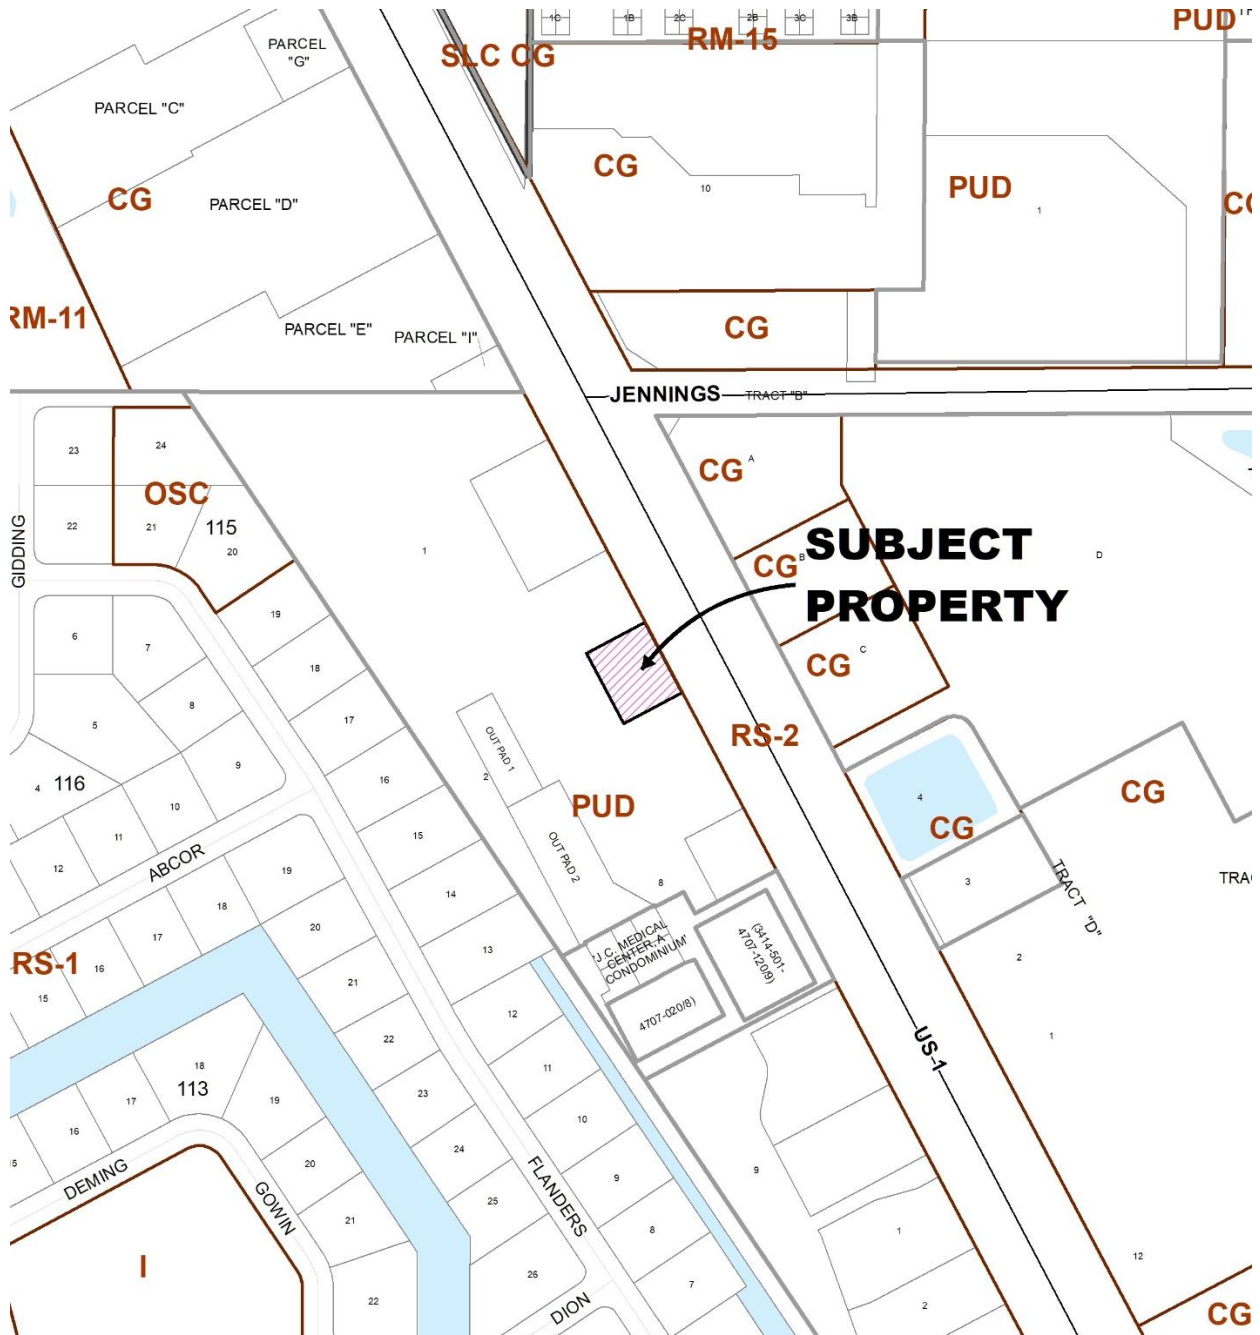 1C
1B
2C
2B
3C
3B
PUD
PARCEL
"G"
SLC CG
RM-15
PARCEL "C"
CG
10
PUD
1
CG
PARCEL "D"
CG
RM-11
PARCEL "E"
PARCEL "I"
CG
JENNINGS
TRACT "B"
23
24
CG
A
OSC
22
21
115
20
GIDDING
1
CG
B
SUBJECT
PROPERTY
D
19
6
7
18
CG
C
8
17
5
9
RS-2
OUT PAD 1
2
16
4
116
10
PUD
CG
4
CG
11
15
12
ABCOR
19
OUT PAD 2
8
3
TRACT "D"
14
18
20
17
13
'J.C. MEDICAL
CENTER, A
CONDOMINIUM'
(3414-501-
4707-120/9)
RS-1
16
15
21
2
4707-020/8)
12
22
1
US-1
18
113
11
17
19
23
10
16
24
20
DEMING
GOWIN
FLANDERS
9
9
25
21
8
1
12
I
26
7
22
DION
2
CG